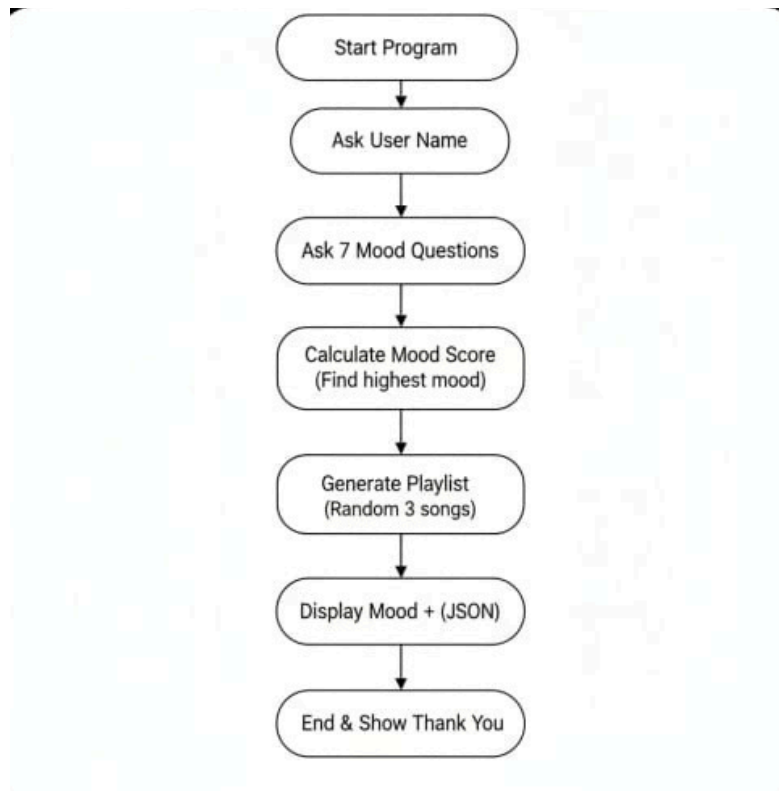 Start Program
Ask User Name
Ask 7 Mood Questions
Calculate Mood Score
(Find highest mood)
Generate Playlist
(Random 3 songs)
Display Mood + (JSON)
End & Show Thank You